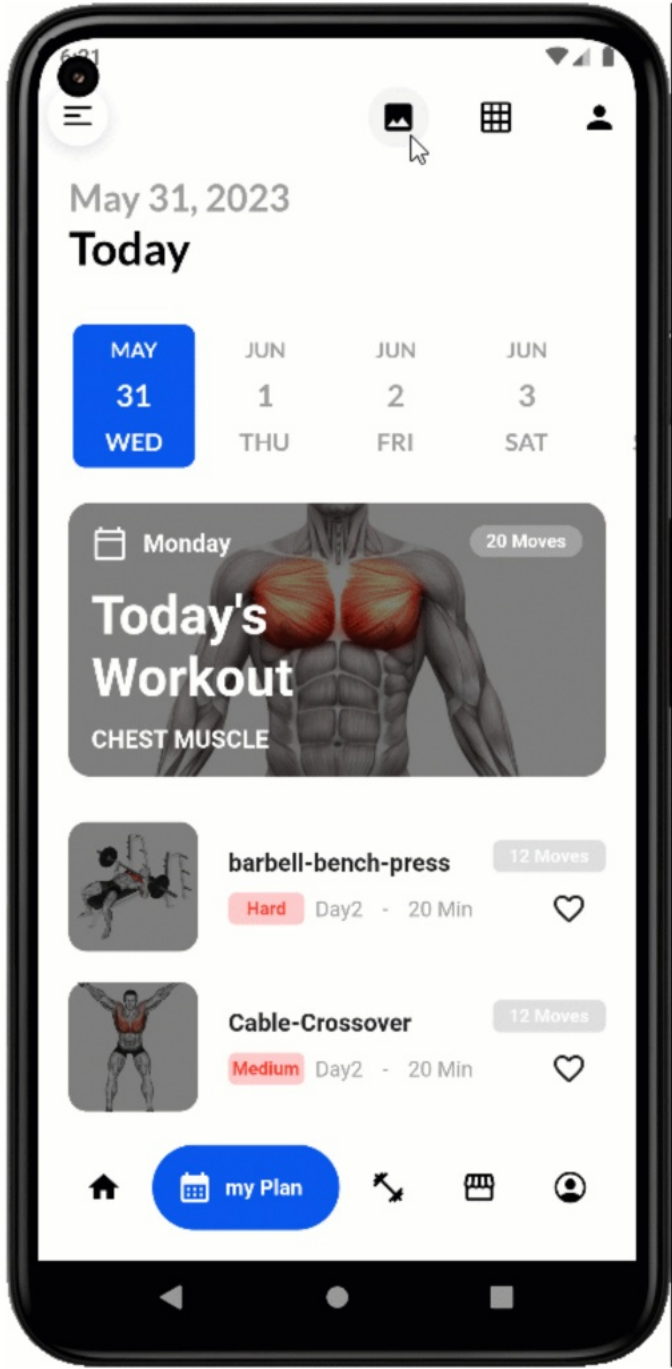 6:21
May 31, 2023
Today
MAY JUN JUN JUN
31 1 2 3
WED THU FRI SAT
Monday 20 Moves
Today's
Workout
CHEST MUSCLE
barbell-bench-press 12 Moves
Hard Day2 - 20 Min
Cable-Crossover 12 Moves
Medium Day2 - 20 Min
my Plan